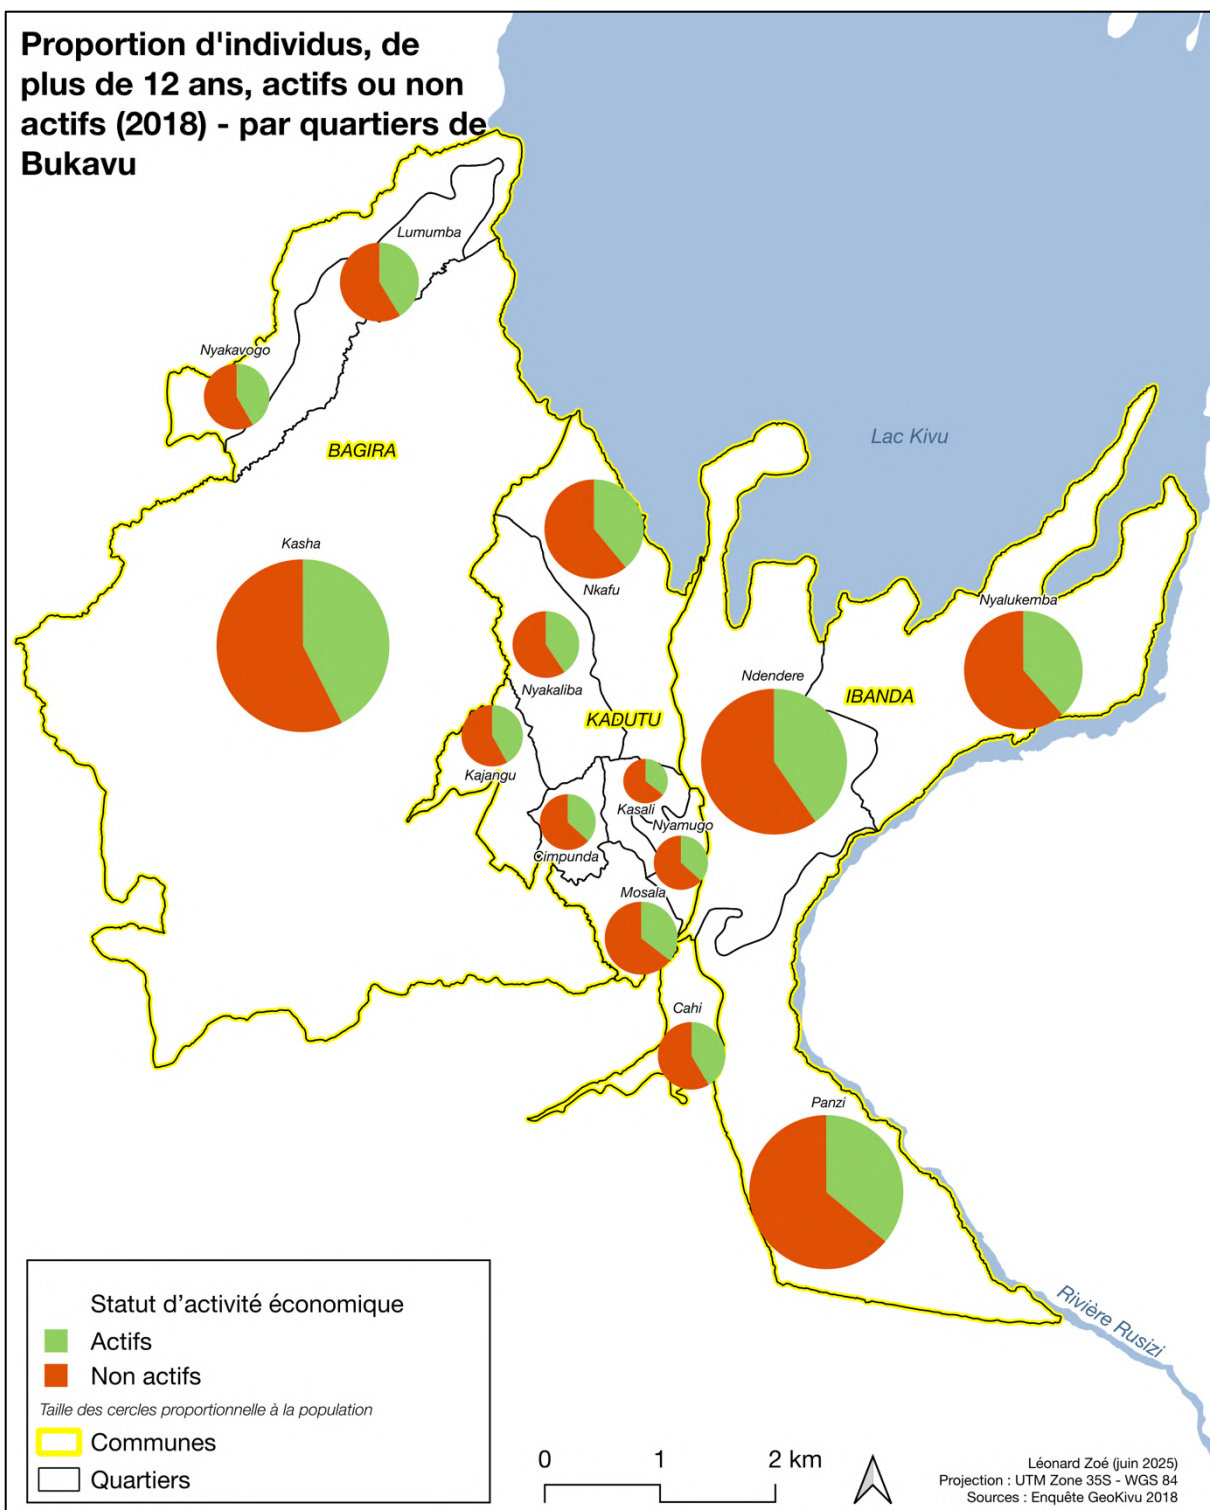 Proportion d'individus, de
plus de 12 ans, actifs ou non
actifs (2018) - par quartiers de
Bukavu
Lumumba
Nyakavogo
BAGIRA
Lac Kivu
Kasha
Nkafu
Nyalukemba
Nyakaliba
Ndendere
IBANDA
KADUTU
Kajangu
Kasali
Nyamugo
Cimpunda
Mosala
Cahi
Panzi
Rivière Rusizi
Statut d'activité économique
Actifs
Non actifs
Taille des cercles proportionnelle à la population
Communes
Quartiers
0 1 2 km
Léonard Zoé (juin 2025)
Projection : UTM Zone 35S - WGS 84
Sources : Enquête GeoKivu 2018